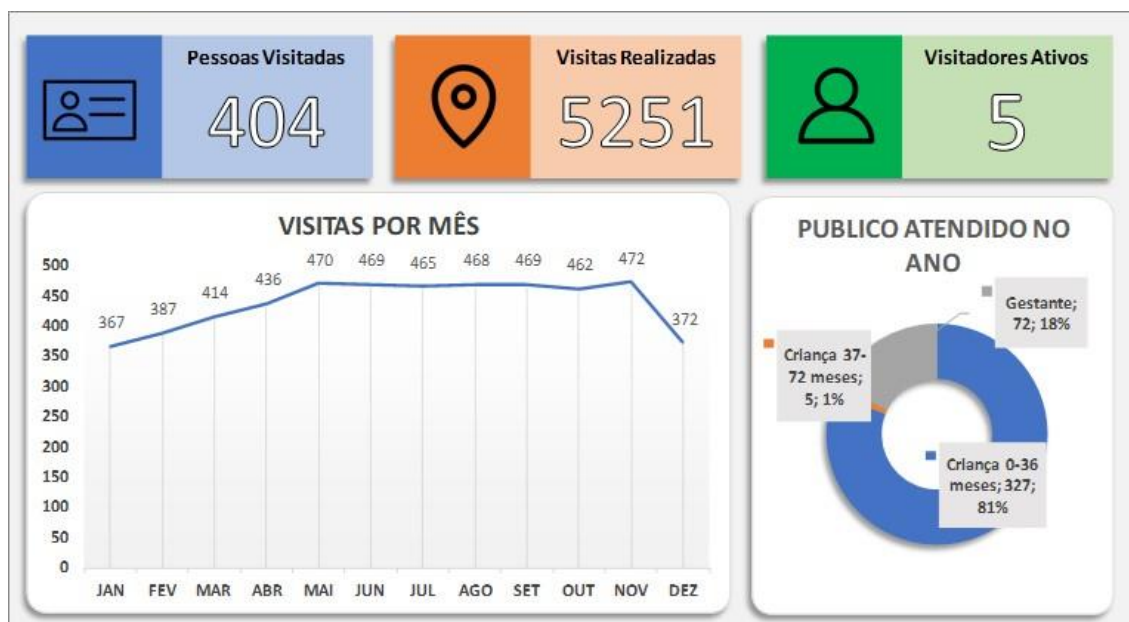 Pessoas Visitadas
404
Visitas Realizadas
5251
Visitadores Ativos
5
VISITAS POR MÊS
500
450
400
350
300
250
200
150
100
50
0
367
387
414
436
470
469
465
468
469
462
472
372
JAN FEV MAR ABR MAI JUN JUL AGO SET OUT NOV DEZ
PUBLICO ATENDIDO NO
ANO
Gestante;
72; 18%
Criança 37-
72 meses;
5; 1%
Criança 0-36
meses; 327;
81%